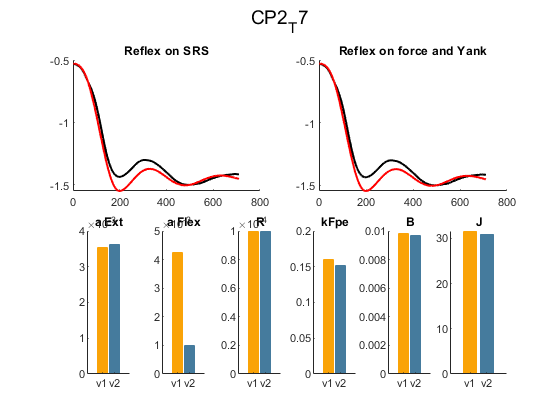 CP2_T7
Reflex on SRS
Reflex on force and Yank
-0.5
-1
-1.5
0 200 400 600 800
-0.5
-1
-1.5
0 200 400 600 800
a Ext
4
3
2
1
0
v1 v2
a Flex
5
4
3
2
1
0
v1 v2
R
1
0.8
0.6
0.4
0.2
0
v1 v2
kFpe
0.2
0.15
0.1
0.05
0
v1 v2
B
0.01
0.008
0.006
0.004
0.002
0
v1 v2
J
30
20
10
0
v1 v2